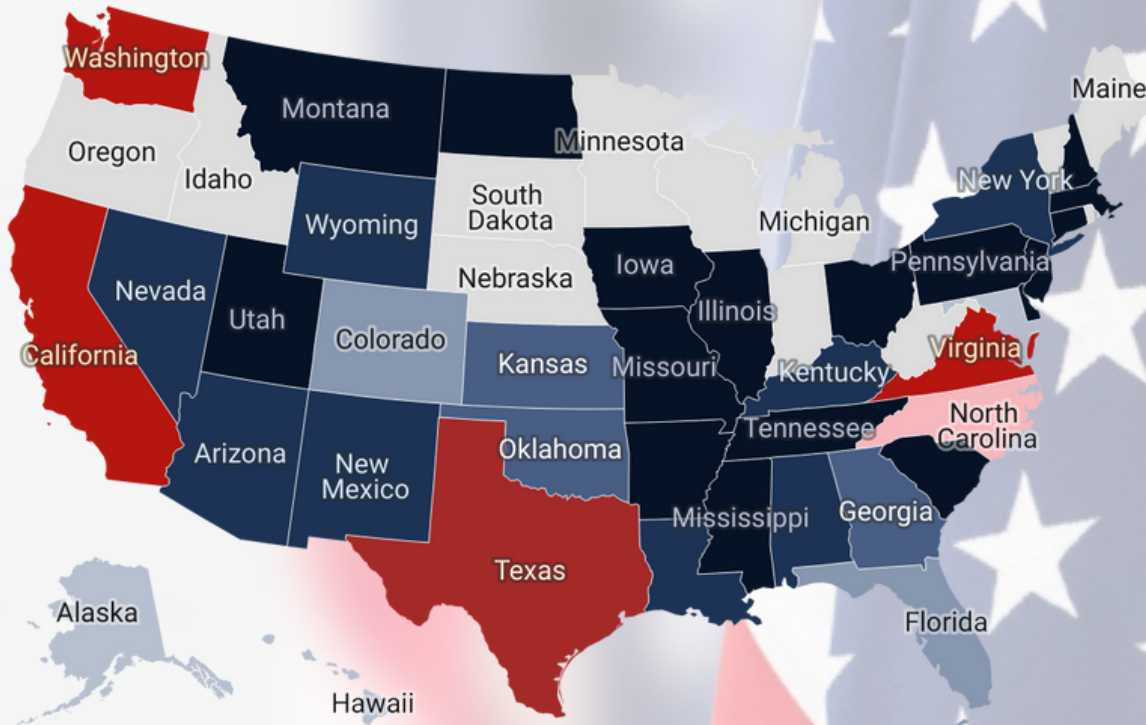 Washington
Montana
Minnesota
Maine
Oregon
Idaho
South
Dakota
Michigan
New York
Wyoming
Nebraska
Iowa
Pennsylvania
Nevada
Utah
Colorado
Illinois
California
Kansas
Missouri
Kentucky
Virginia
Arizona
New
Mexico
Oklahoma
Tennessee
North
Carolina
Mississippi
Georgia
Texas
Alaska
Florida
Hawaii